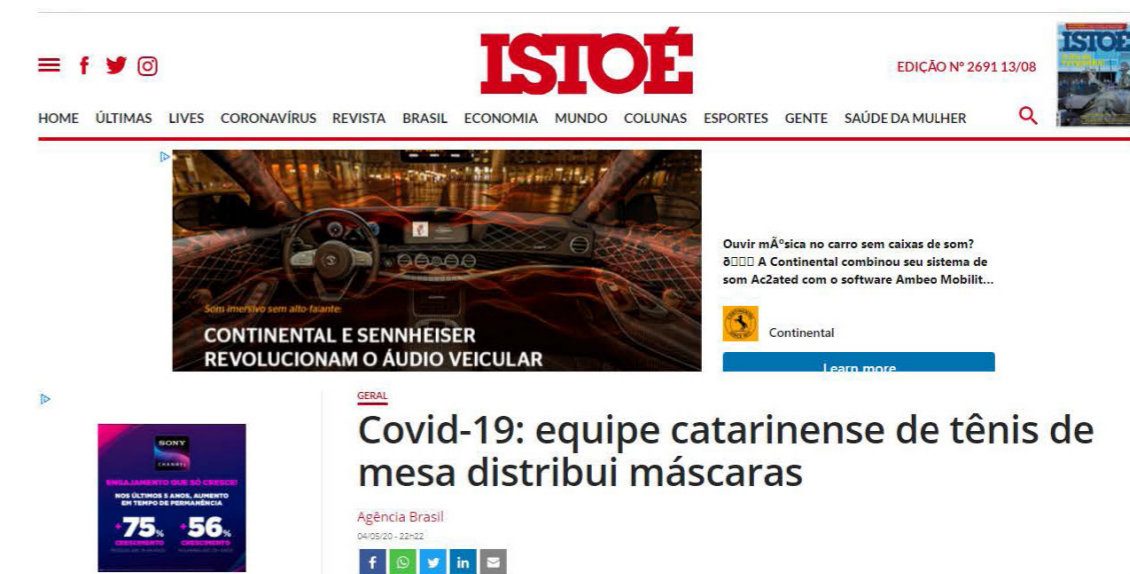 ISTOÉ
EDIÇÃO Nº 2691 13/08
ISTOÉ
HOME ÚLTIMAS LIVES CORONAVÍRUS REVISTA BRASIL ECONOMIA MUNDO COLUNAS ESPORTES GENTE SAÚDE DA MULHER
Som imersivo sem alto-falante:
CONTINENTAL E SENNHEISER
REVOLUCIONAM O ÁUDIO VEICULAR
Ouvir mÃºsica no carro sem caixas de som?
ð A Continental combinou seu sistema de
som Ac2ated com o software Ambeo Mobilit...
Continental
Learn more
SONY
CHANNEL
ENGAJAMENTO QUE SÓ CRESCE!
NOS ÚLTIMOS 5 ANOS, AUMENTO
EM TEMPO DE PERMANÊNCIA
+75% +56%
CRESCIMENTO CRESCIMENTO
GERAL
Covid-19: equipe catarinense de tênis de
mesa distribui máscaras
Agência Brasil
04/05/20 - 22h22